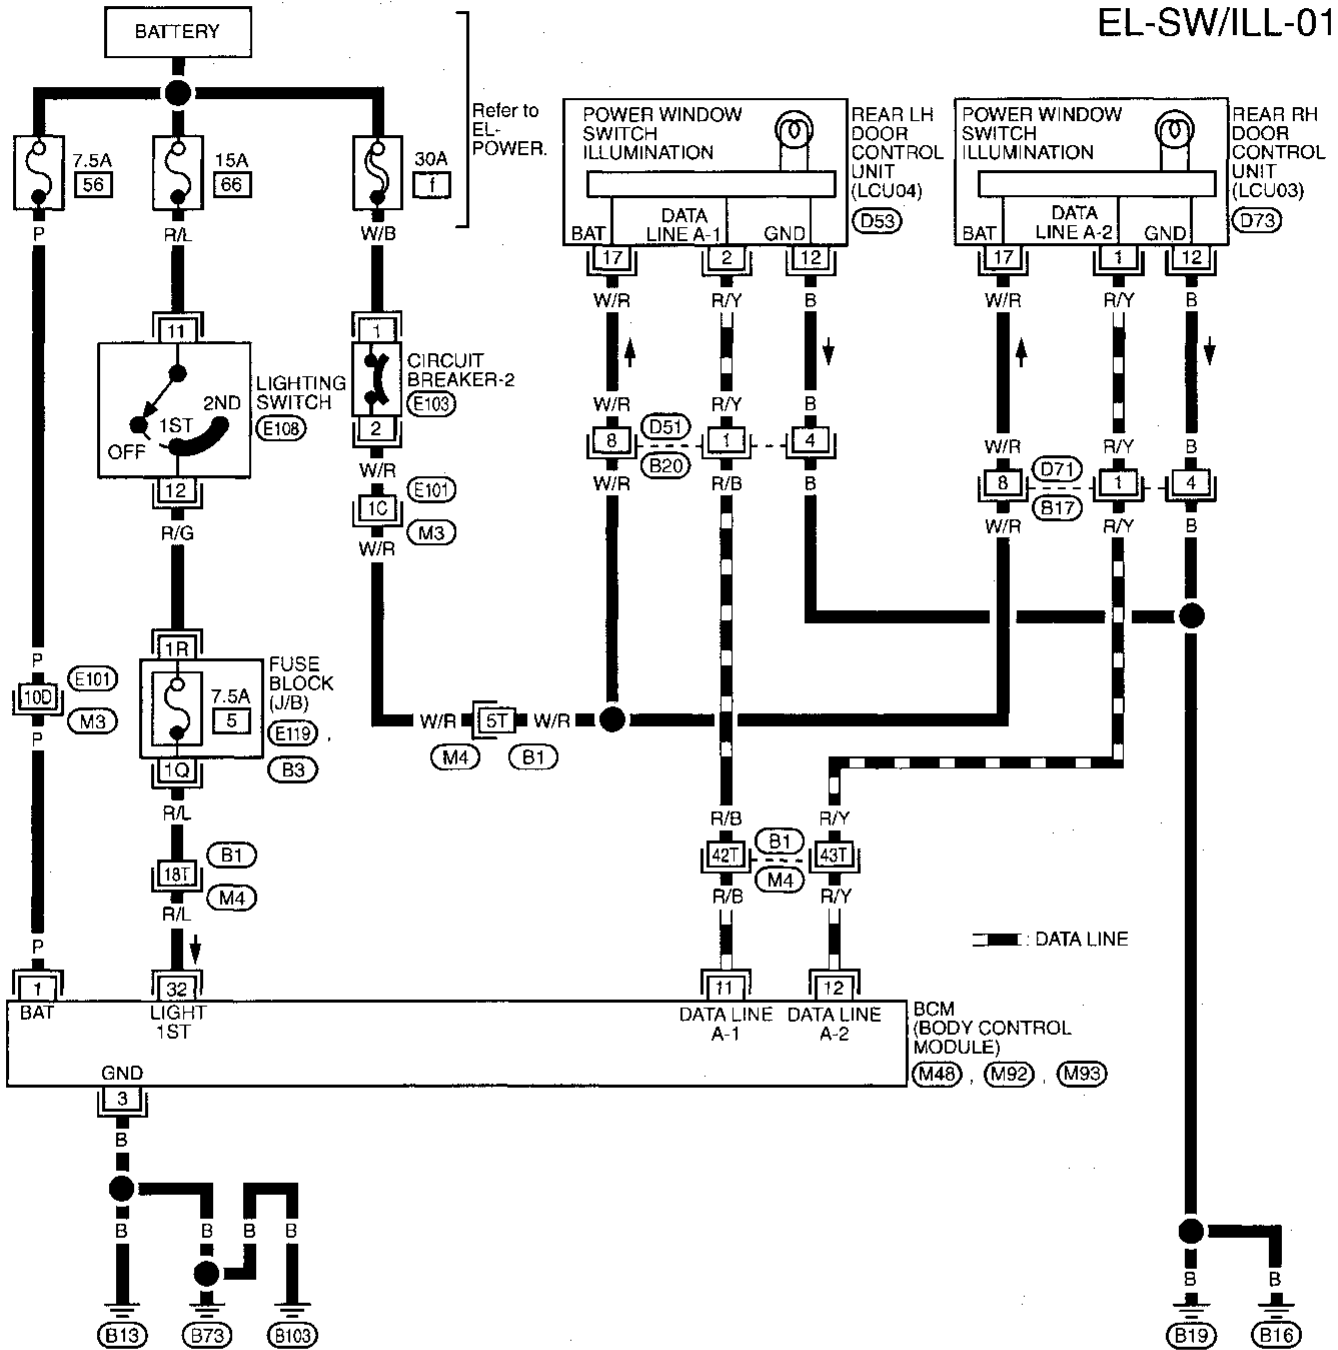 EL-SW/ILL-01
BATTERY
Refer to
EL-
POWER.
7.5A
56
15A
66
30A
f
P
R/L
W/B
POWER WINDOW
SWITCH
ILLUMINATION
BAT
DATA
LINE A-1
GND
REAR LH
DOOR
CONTROL
UNIT
(LCU04)
D53
POWER WINDOW
SWITCH
ILLUMINATION
BAT
DATA
LINE A-2
GND
REAR RH
DOOR
CONTROL
UNIT
(LCU03)
D73
17
2
12
17
1
12
W/R
R/Y
B
W/R
R/Y
B
11
1
LIGHTING
SWITCH
E108
OFF
1ST
2ND
CIRCUIT
BREAKER-2
E103
12
2
W/R
R/Y
B
8
D51
B20
1
4
W/R
R/B
B
W/R
R/Y
B
8
D71
B17
1
4
W/R
R/Y
B
R/G
W/R
1C
E101
M3
W/R
1R
FUSE
BLOCK
(J/B)
E119 ,
B3
7.5A
5
1Q
P
10D
E101
M3
P
W/R
5T
W/R
M4
B1
R/L
18T
B1
M4
R/L
R/B
R/Y
42T
B1
M4
43T
R/B
R/Y
: DATA LINE
P
1
32
11
12
BAT
LIGHT
1ST
DATA LINE
A-1
DATA LINE
A-2
BCM
(BODY CONTROL
MODULE)
M48 , M92 , M93
GND
3
B
B
B
B
B
B
B
B13
B73
B103
B19
B16